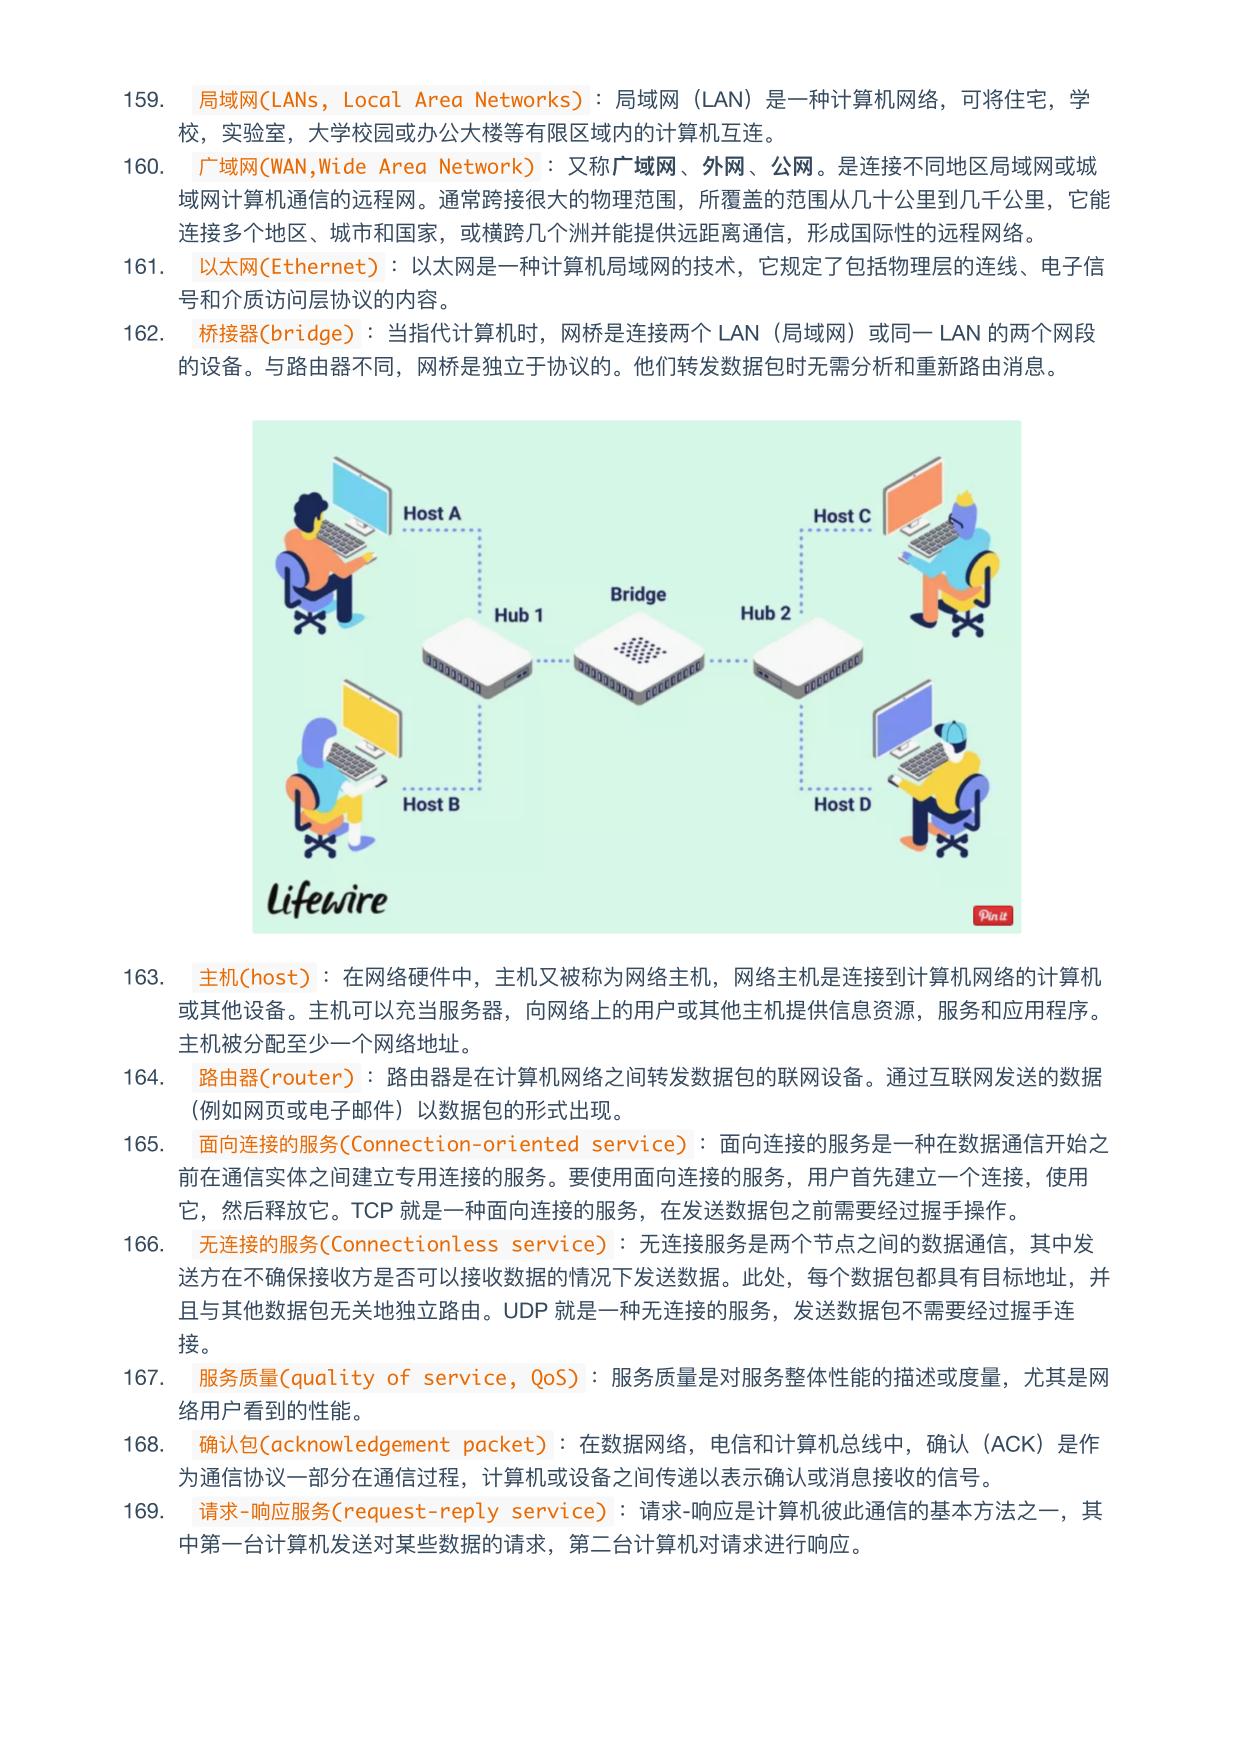 159. 局域网(LANs, Local Area Networks) ：局域网（LAN）是一种计算机网络，可将住宅，学
校，实验室，大学校园或办公大楼等有限区域内的计算机互连。
160. 广域网(WAN,Wide Area Network) ：又称广域网、外网、公网。是连接不同地区局域网或城
域网计算机通信的远程网。通常跨接很大的物理范围，所覆盖的范围从几十公里到几千公里，它能
连接多个地区、城市和国家，或横跨几个洲并能提供远距离通信，形成国际性的远程网络。
161. 以太网(Ethernet) ：以太网是一种计算机局域网的技术，它规定了包括物理层的连线、电子信
号和介质访问层协议的内容。
162. 桥接器(bridge) ：当指代计算机时，网桥是连接两个 LAN（局域网）或同一 LAN 的两个网段
的设备。与路由器不同，网桥是独立于协议的。他们转发数据包时无需分析和重新路由消息。
Host A
Host C
Bridge
Hub 1
Hub 2
Host B
Host D
Lifewire
Pin it
163. 主机(host) ：在网络硬件中，主机又被称为网络主机，网络主机是连接到计算机网络的计算机
或其他设备。主机可以充当服务器，向网络上的用户或其他主机提供信息资源，服务和应用程序。
主机被分配至少一个网络地址。
164. 路由器(router) ：路由器是在计算机网络之间转发数据包的联网设备。通过互联网发送的数据
（例如网页或电子邮件）以数据包的形式出现。
165. 面向连接的服务(Connection-oriented service) ：面向连接的服务是一种在数据通信开始之
前在通信实体之间建立专用连接的服务。要使用面向连接的服务，用户首先建立一个连接，使用
它，然后释放它。TCP 就是一种面向连接的服务，在发送数据包之前需要经过握手操作。
166. 无连接的服务(Connectionless service) ：无连接服务是两个节点之间的数据通信，其中发
送方在不确保接收方是否可以接收数据的情况下发送数据。此处，每个数据包都具有目标地址，并
且与其他数据包无关地独立路由。UDP 就是一种无连接的服务，发送数据包不需要经过握手连
接。
167. 服务质量(quality of service, QoS) ：服务质量是对服务整体性能的描述或度量，尤其是网
络用户看到的性能。
168. 确认包(acknowledgement packet) ：在数据网络，电信和计算机总线中，确认（ACK）是作
为通信协议一部分在通信过程，计算机或设备之间传递以表示确认或消息接收的信号。
169. 请求-响应服务(request-reply service) ：请求-响应是计算机彼此通信的基本方法之一，其
中第一台计算机发送对某些数据的请求，第二台计算机对请求进行响应。